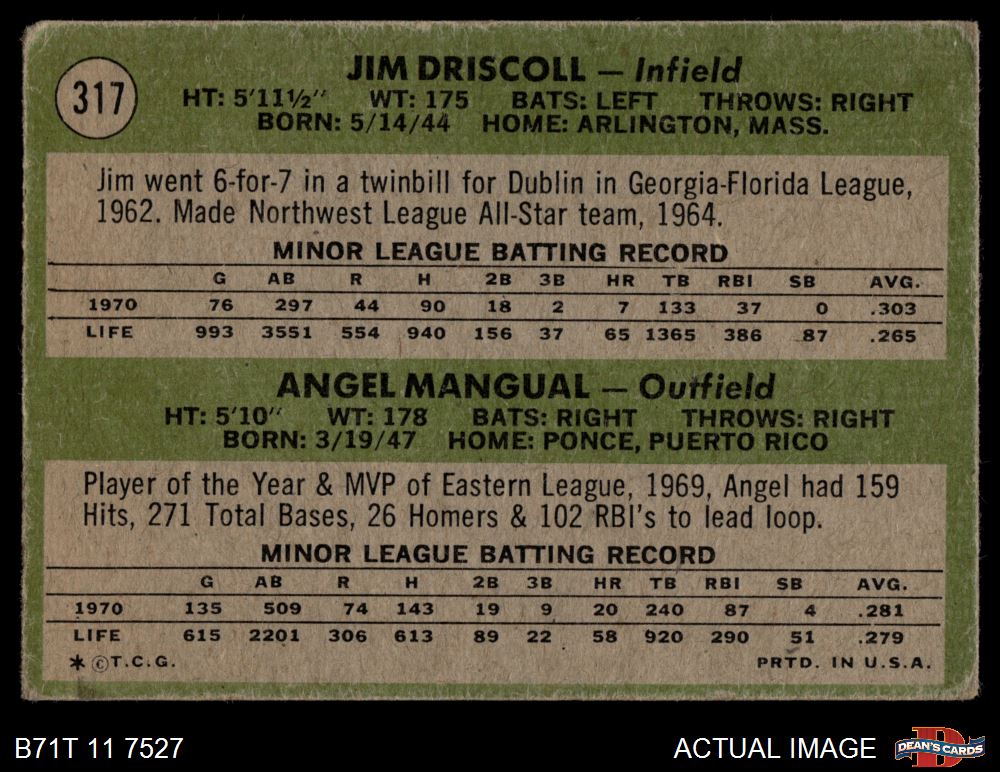 317
JIM DRISCOLL — Infield
HT: 5'11½" WT: 175 BATS: LEFT THROWS: RIGHT
BORN: 5/14/44 HOME: ARLINGTON, MASS.
Jim went 6-for-7 in a twinbill for Dublin in Georgia-Florida League,
1962. Made Northwest League All-Star team, 1964.
MINOR LEAGUE BATTING RECORD
G AB R H 2B 3B HR TB RBI SB AVG.
1970 76 297 44 90 18 2 7 133 37 0 .303
LIFE 993 3551 554 940 156 37 65 1365 386 87 .265
ANGEL MANGUAL — Outfield
HT: 5'10" WT: 178 BATS: RIGHT THROWS: RIGHT
BORN: 3/19/47 HOME: PONCE, PUERTO RICO
Player of the Year & MVP of Eastern League, 1969, Angel had 159
Hits, 271 Total Bases, 26 Homers & 102 RBI's to lead loop.
MINOR LEAGUE BATTING RECORD
G AB R H 2B 3B HR TB RBI SB AVG.
1970 135 509 74 143 19 9 20 240 87 4 .281
LIFE 615 2201 306 613 89 22 58 920 290 51 .279
* ©T.C.G. PRTD. IN U.S.A.
B71T 11 7527 ACTUAL IMAGE D DEAN'S CARDS